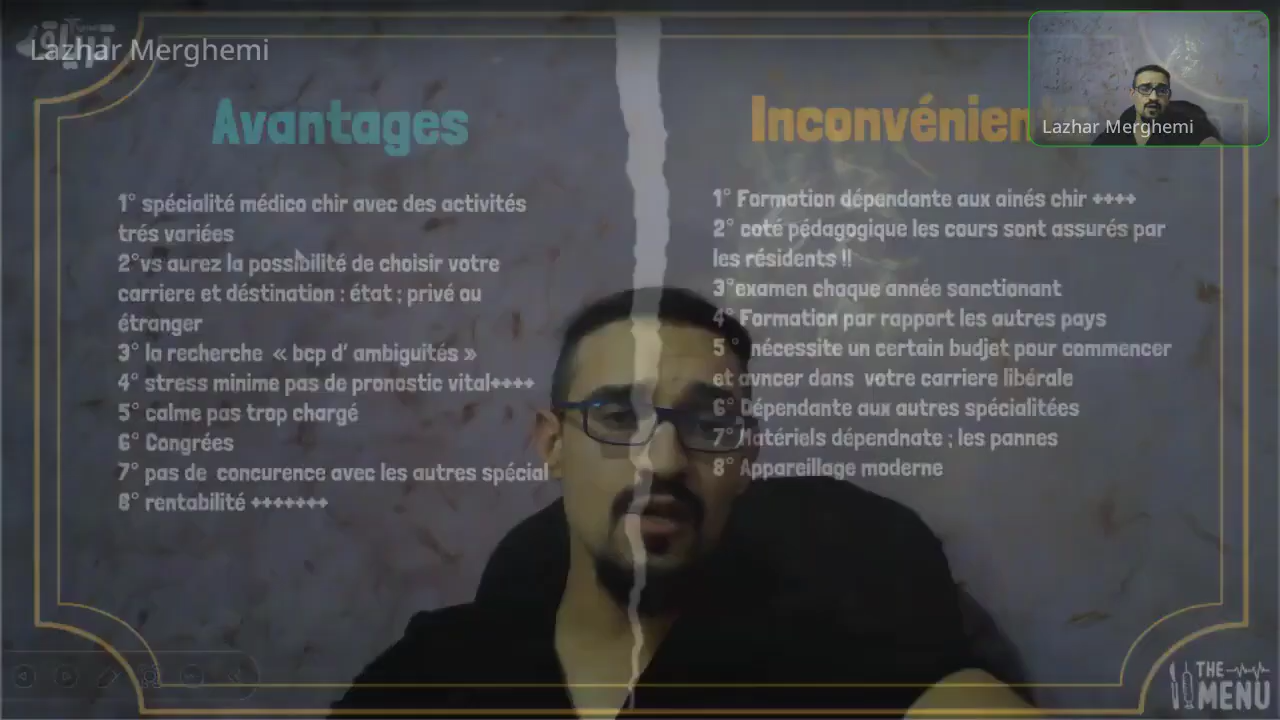 Lazhar Merghemi
Lazhar Merghemi
Avantages
1° spécialité médico chir avec des activités
trés variées
2°vs aurez la possibilité de choisir votre
carriere et déstination : état ; privé ou
étranger
3° la recherche « bcp d' ambiguités »
4° stress minime pas de pronostic vital++++
5° calme pas trop chargé
6° Congrées
7° pas de concurence avec les autres spécial
8° rentabilité +++++++
Inconvénien
1° Formation dépendante aux ainés chir ++++
2° coté pédagogique les cours sont assurés par
les résidents !!
3°examen chaque année sanctionant
4° Formation par rapport les autres pays
5 ° nécessite un certain budjet pour commencer
et avncer dans votre carriere libérale
6° Dépendante aux autres spécialitées
7° Matériels dépendnate ; les pannes
8° Appareillage moderne
THE
MENU